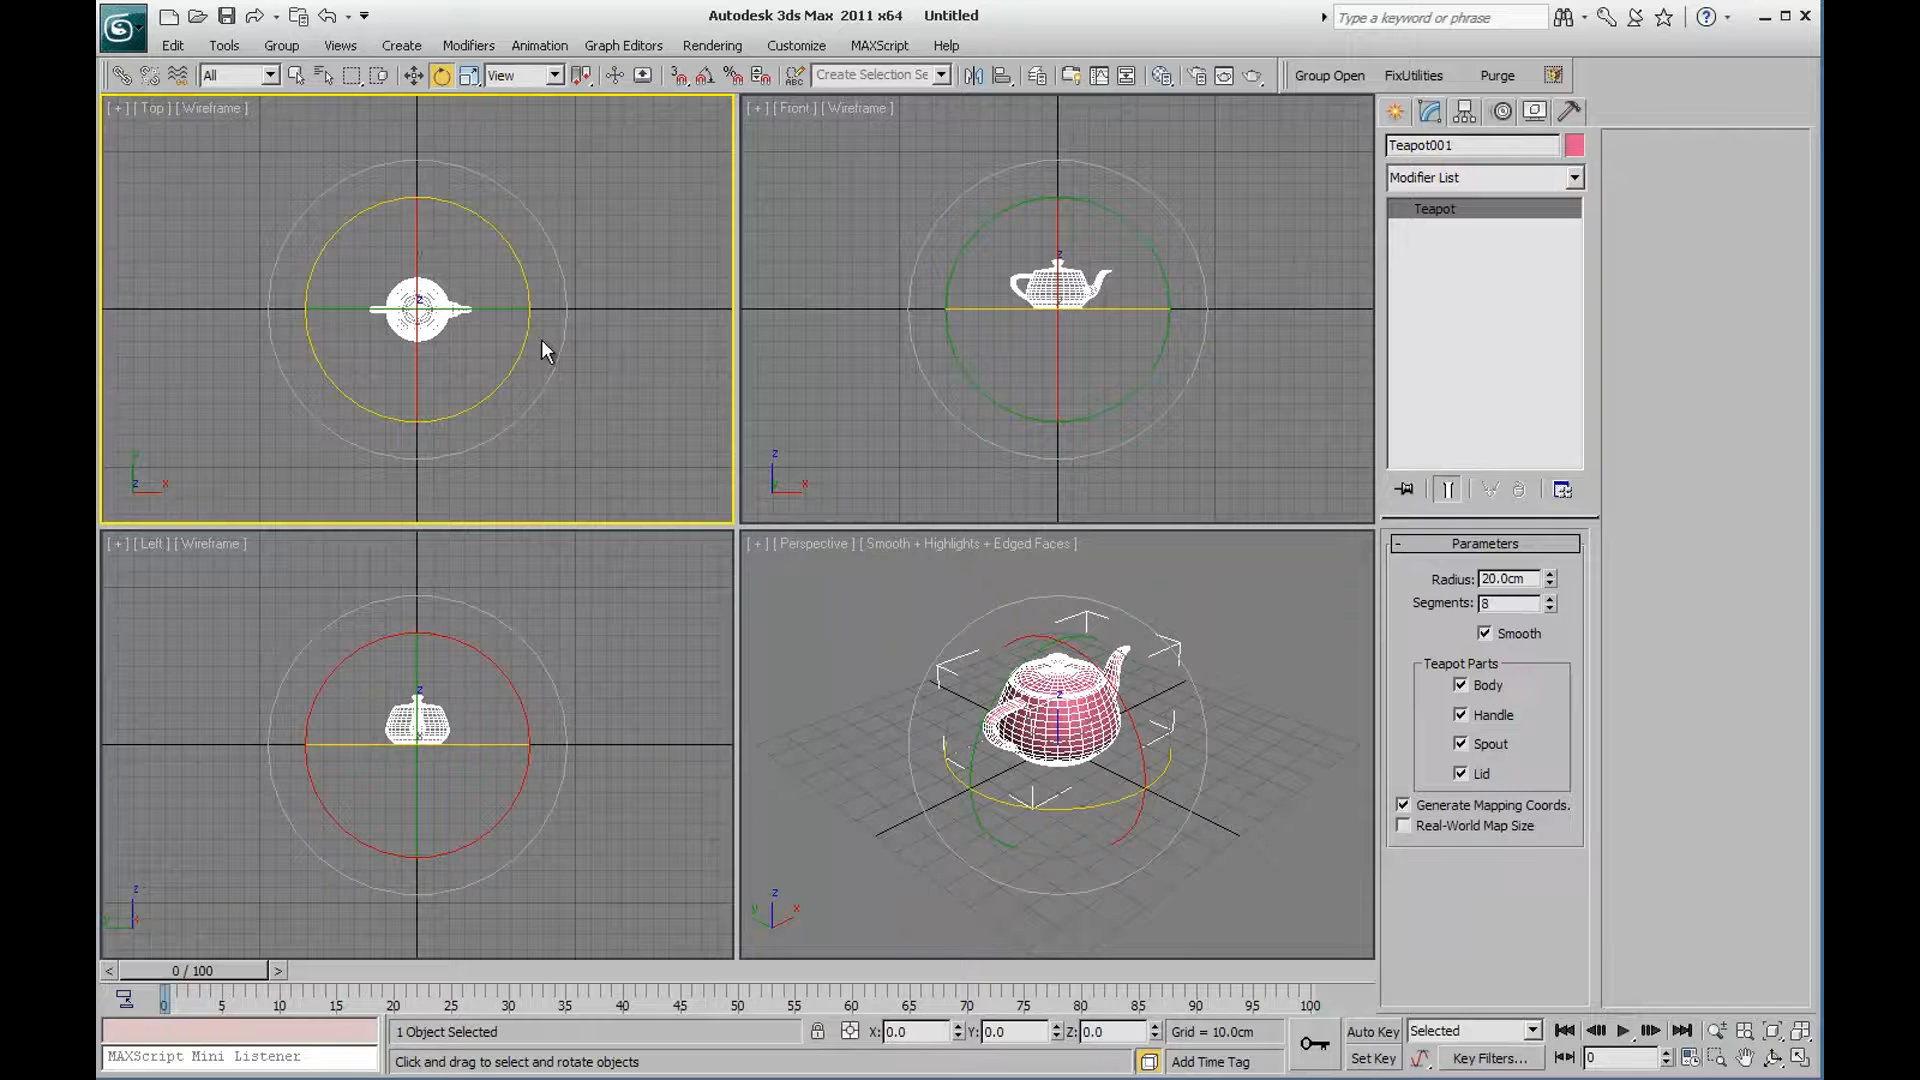 Autodesk 3ds Max 2011 x64 Untitled
Type a keyword or phrase
Edit Tools Group Views Create Modifiers Animation Graph Editors Rendering Customize MAXScript Help
All View Create Selection Se Group Open FixUtilities Purge
[ + ] [ Top ] [ Wireframe ]
[ + ] [ Front ] [ Wireframe ]
Teapot001
Modifier List
Teapot
[ + ] [ Left ] [ Wireframe ]
[ + ] [ Perspective ] [ Smooth + Highlights + Edged Faces ]
- Parameters
Radius: 20.0cm
Segments: 8
Smooth
Teapot Parts
Body
Handle
Spout
Lid
Generate Mapping Coords.
Real-World Map Size
< 0 / 100 >
0 5 10 15 20 25 30 35 40 45 50 55 60 65 70 75 80 85 90 95 100
1 Object Selected X: 0.0 Y: 0.0 Z: 0.0 Grid = 10.0cm Auto Key Selected
MAXScript Mini Listener Click and drag to select and rotate objects Add Time Tag Set Key Key Filters... 0